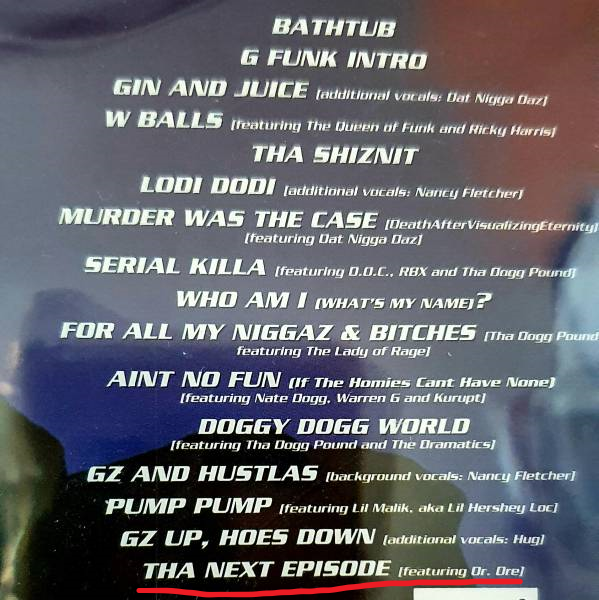 BATHTUB
G FUNK INTRO
GIN AND JUICE [additional vocals: Dat Nigga Daz]
W BALLS [featuring The Queen of Funk and Ricky Harris]
THA SHIZNIT
LODI DODI [additional vocals: Nancy Fletcher]
MURDER WAS THE CASE [DeathAfterVisualizingEternity]
[featuring Dat Nigga Daz]
SERIAL KILLA [featuring D.O.C., RBX and Tha Dogg Pound]
WHO AM I (WHAT'S MY NAME)?
FOR ALL MY NIGGAZ & BITCHES [Tha Dogg Pound
featuring The Lady of Rage]
AINT NO FUN (If The Homies Cant Have None)
[featuring Nate Dogg, Warren G and Kurupt]
DOGGY DOGG WORLD
[featuring Tha Dogg Pound and The Dramatics]
GZ AND HUSTLAS [background vocals: Nancy Fletcher]
PUMP PUMP [featuring Lil Malik, aka Lil Hershey Loc]
GZ UP, HOES DOWN [additional vocals: Hug]
THA NEXT EPISODE [featuring Dr. Dre]